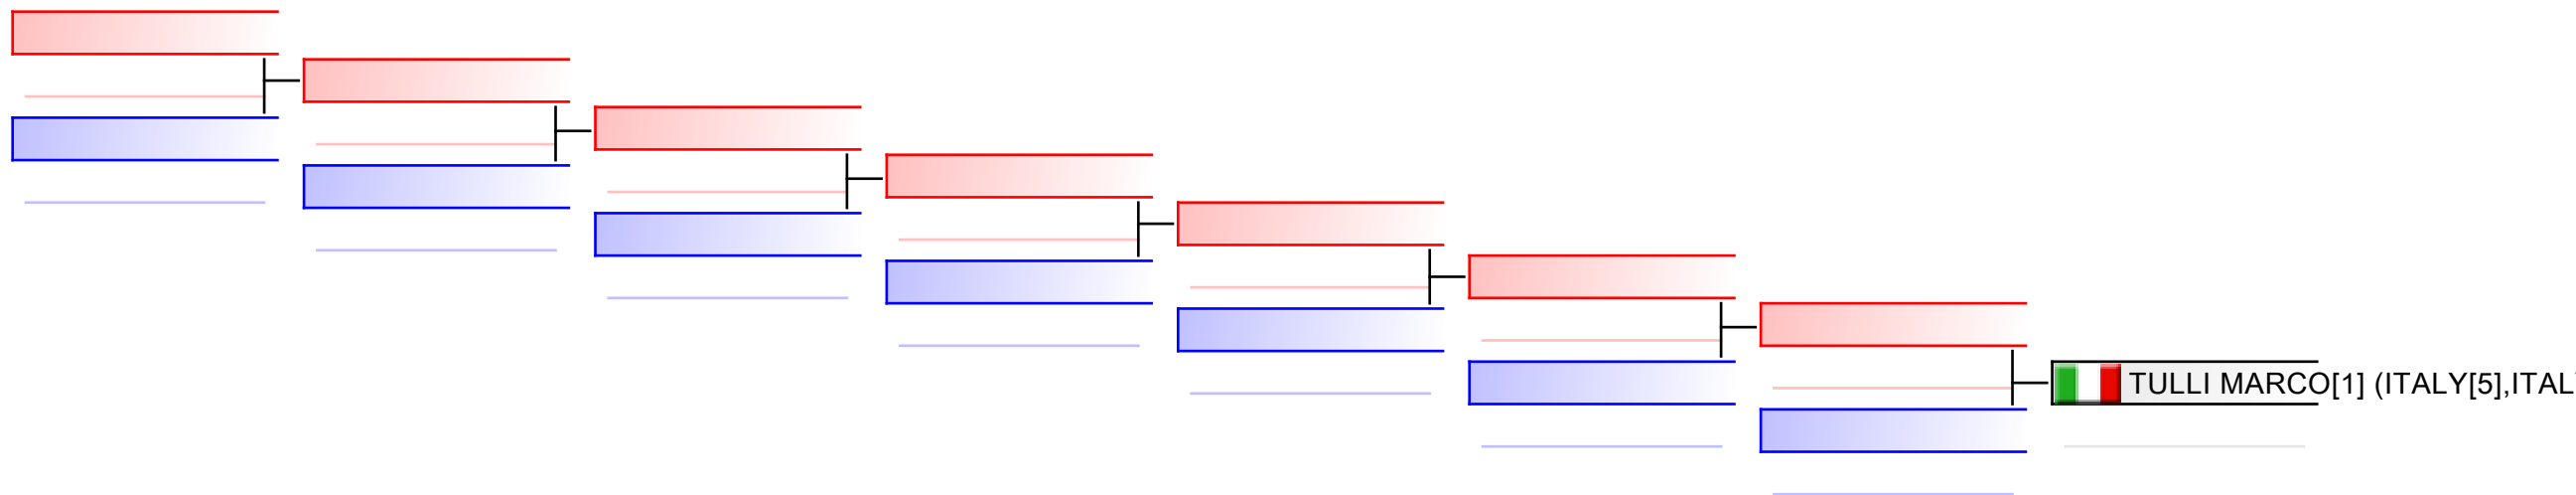 TULLI MARCO[1] (ITALY[5],ITAL